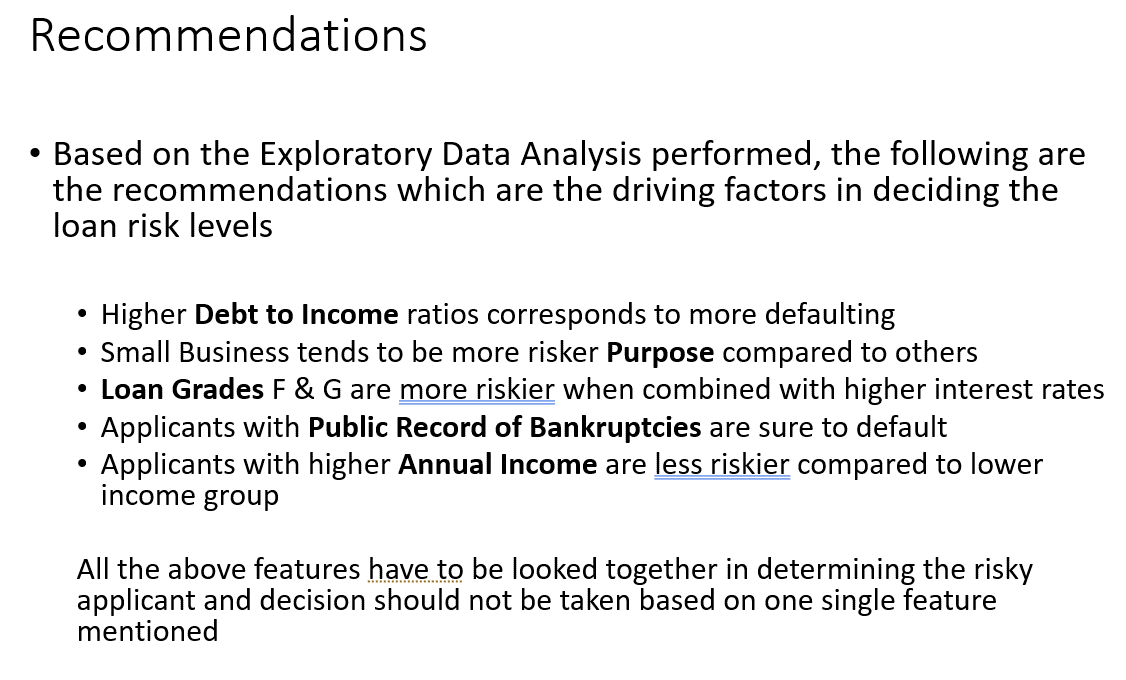 Recommendations
• Based on the Exploratory Data Analysis performed, the following are
the recommendations which are the driving factors in deciding the
loan risk levels
• Higher Debt to Income ratios corresponds to more defaulting
• Small Business tends to be more risker Purpose compared to others
• Loan Grades F & G are more riskier when combined with higher interest rates
• Applicants with Public Record of Bankruptcies are sure to default
• Applicants with higher Annual Income are less riskier compared to lower
income group
All the above features have to be looked together in determining the risky
applicant and decision should not be taken based on one single feature
mentioned